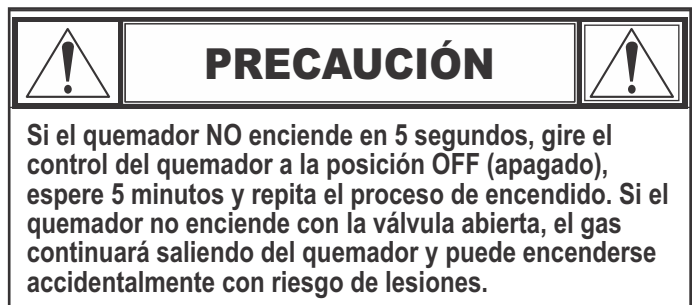 PRECAUCIÓN
Si el quemador NO enciende en 5 segundos, gire el
control del quemador a la posición OFF (apagado),
espere 5 minutos y repita el proceso de encendido. Si el
quemador no enciende con la válvula abierta, el gas
continuará saliendo del quemador y puede encenderse
accidentalmente con riesgo de lesiones.